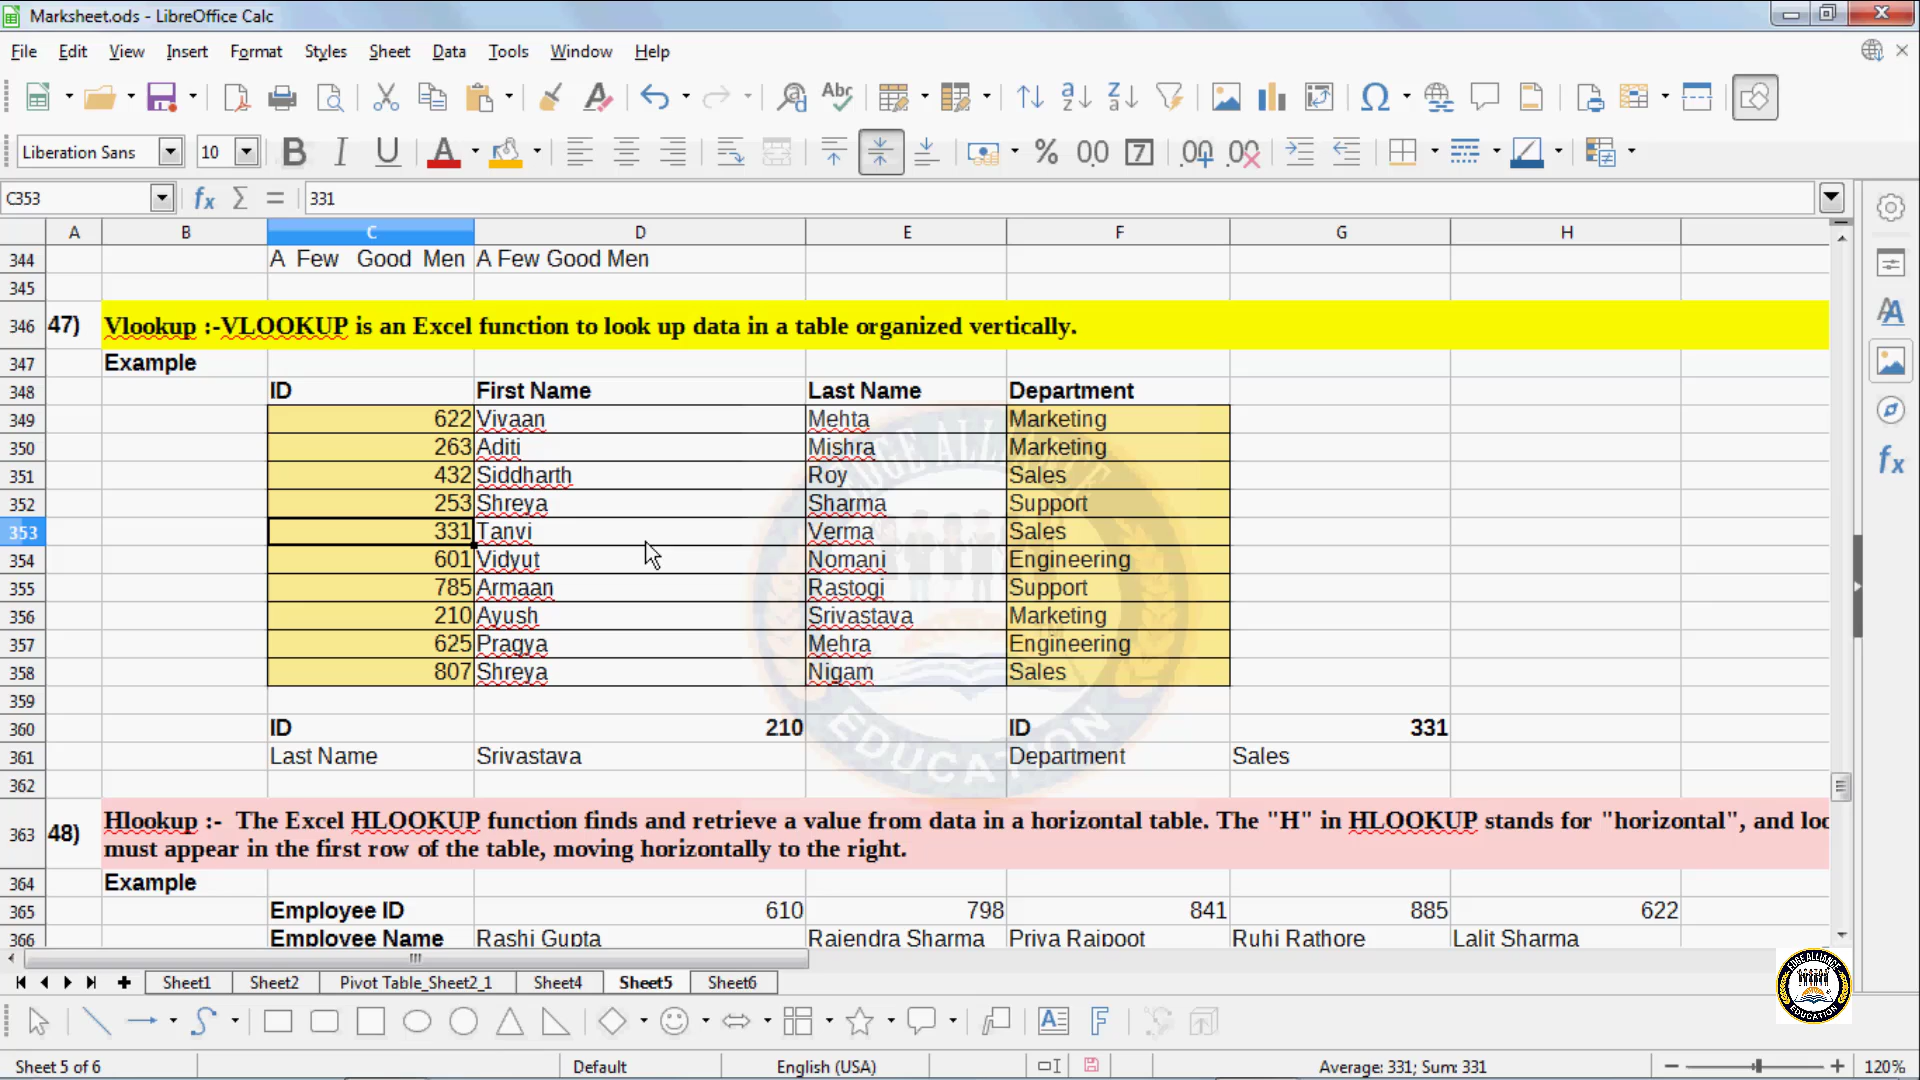 Marksheet.ods - LibreOffice Calc
File Edit View Insert Format Styles Sheet Data Tools Window Help
Liberation Sans 10
C353 331
A B C D E F G H
344 A Few Good Men A Few Good Men
345
346 47) Vlookup :-VLOOKUP is an Excel function to look up data in a table organized vertically.
347 Example
348 ID First Name Last Name Department
349 622 Vivaan Mehta Marketing
350 263 Aditi Mishra Marketing
351 432 Siddharth Roy Sales
352 253 Shreya Sharma Support
353 331 Tanvi Verma Sales
354 601 Vidyut Nomani Engineering
355 785 Armaan Rastogi Support
356 210 Ayush Srivastava Marketing
357 625 Pragya Mehra Engineering
358 807 Shreya Nigam Sales
359
360 ID 210 ID 331
361 Last Name Srivastava Department Sales
362
363 48) Hlookup :- The Excel HLOOKUP function finds and retrieve a value from data in a horizontal table. The "H" in HLOOKUP stands for "horizontal", and loo
must appear in the first row of the table, moving horizontally to the right.
364 Example
365 Employee ID 610 798 841 885 622
366 Employee Name Rashi Gupta Rajendra Sharma Priya Rajpoot Ruhi Rathore Lalit Sharma
Sheet1 Sheet2 Pivot Table_Sheet2_1 Sheet4 Sheet5 Sheet6
Sheet 5 of 6 Default English (USA) Average: 331; Sum: 331 120%
EDGE ALLIANCE
EDUCATION
EDGE ALLIANCE
EDUCATION